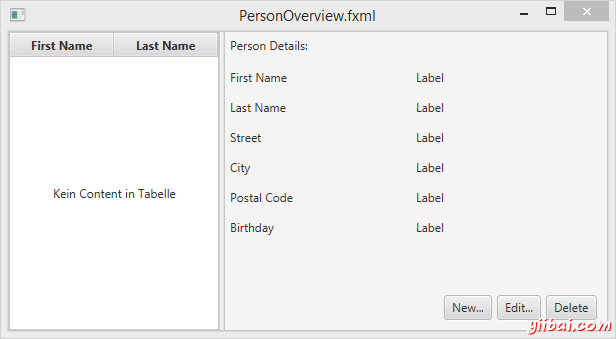 PersonOverview.fxml
First Name Last Name
Kein Content in Tabelle
Person Details:
First Name Label
Last Name Label
Street Label
City Label
Postal Code Label
Birthday Label
New... Edit... Delete
yiibai.com